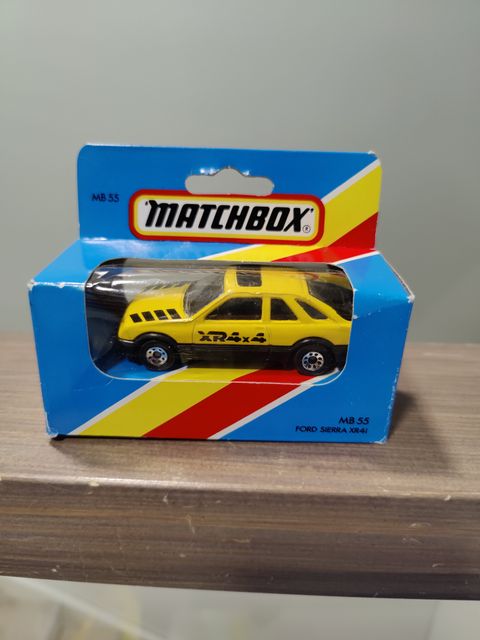 MB 55
"MATCHBOX"®
XR4x4
MB 55
FORD SIERRA XR4i